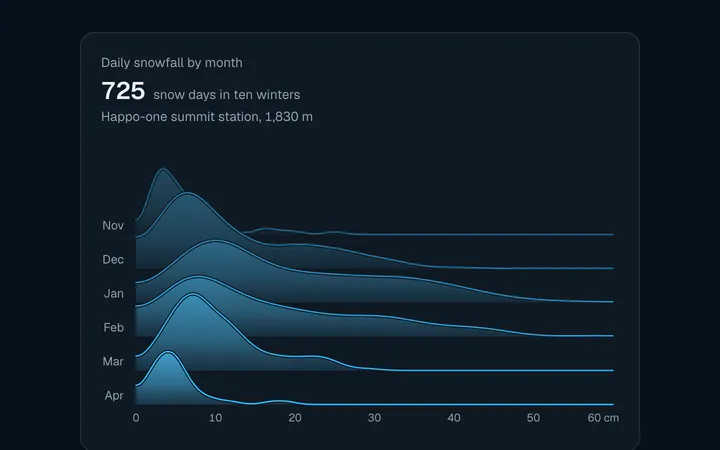 Daily snowfall by month
725 snow days in ten winters
Happo-one summit station, 1,830 m
Nov
Dec
Jan
Feb
Mar
Apr
0 10 20 30 40 50 60 cm